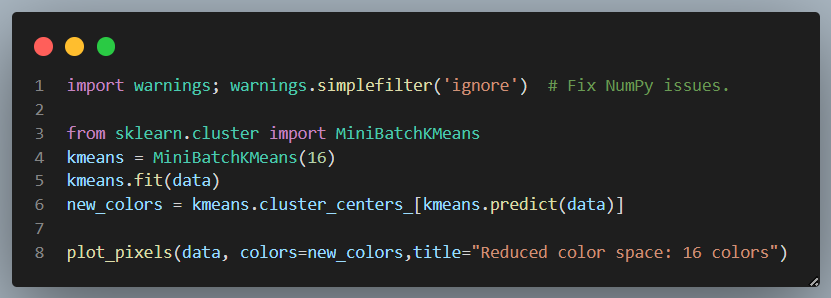 1 import warnings; warnings.simplefilter('ignore')  # Fix NumPy issues.
2
3 from sklearn.cluster import MiniBatchKMeans
4 kmeans = MiniBatchKMeans(16)
5 kmeans.fit(data)
6 new_colors = kmeans.cluster_centers_[kmeans.predict(data)]
7
8 plot_pixels(data, colors=new_colors,title="Reduced color space: 16 colors")